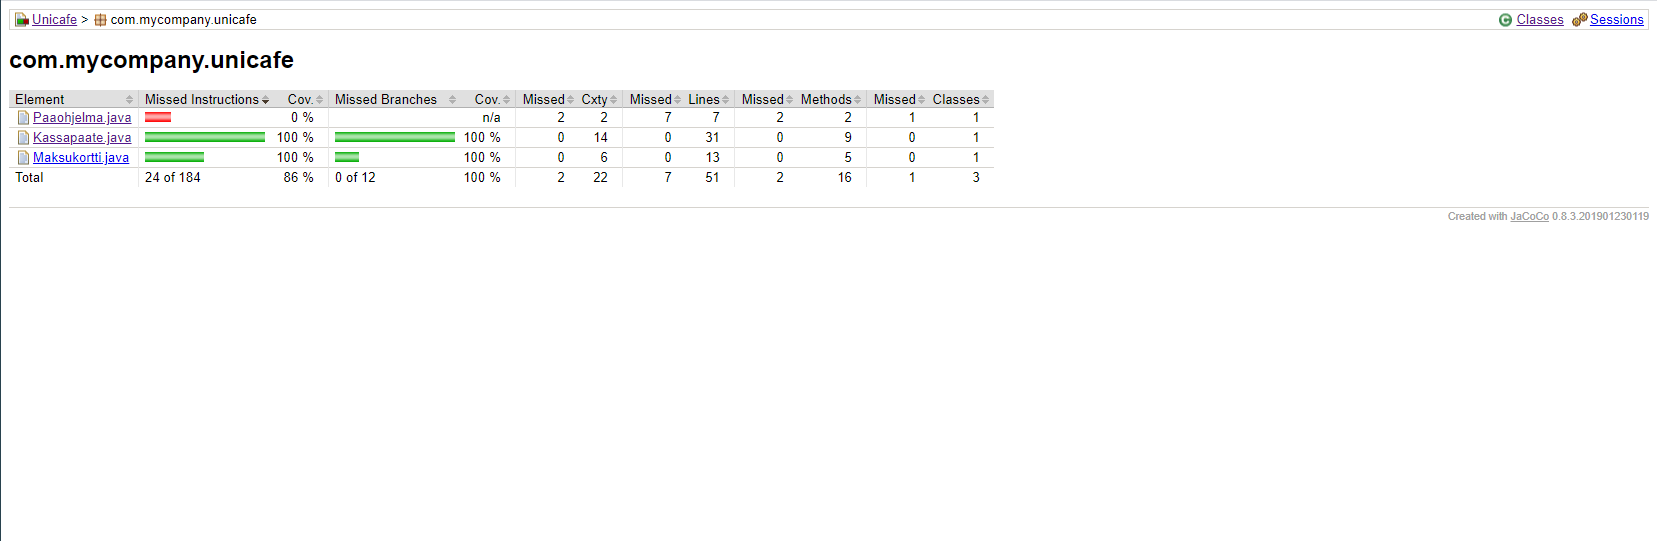 Unicafe > com.mycompany.unicafe Classes Sessions
com.mycompany.unicafe
Element Missed Instructions Cov. Missed Branches Cov. Missed Cxty Missed Lines Missed Methods Missed Classes
Paaohjelma.java 0 % n/a 2 2 7 7 2 2 1 1
Kassapaate.java 100 % 100 % 0 14 0 31 0 9 0 1
Maksukortti.java 100 % 100 % 0 6 0 13 0 5 0 1
Total 24 of 184 86 % 0 of 12 100 % 2 22 7 51 2 16 1 3
Created with JaCoCo 0.8.3.201901230119